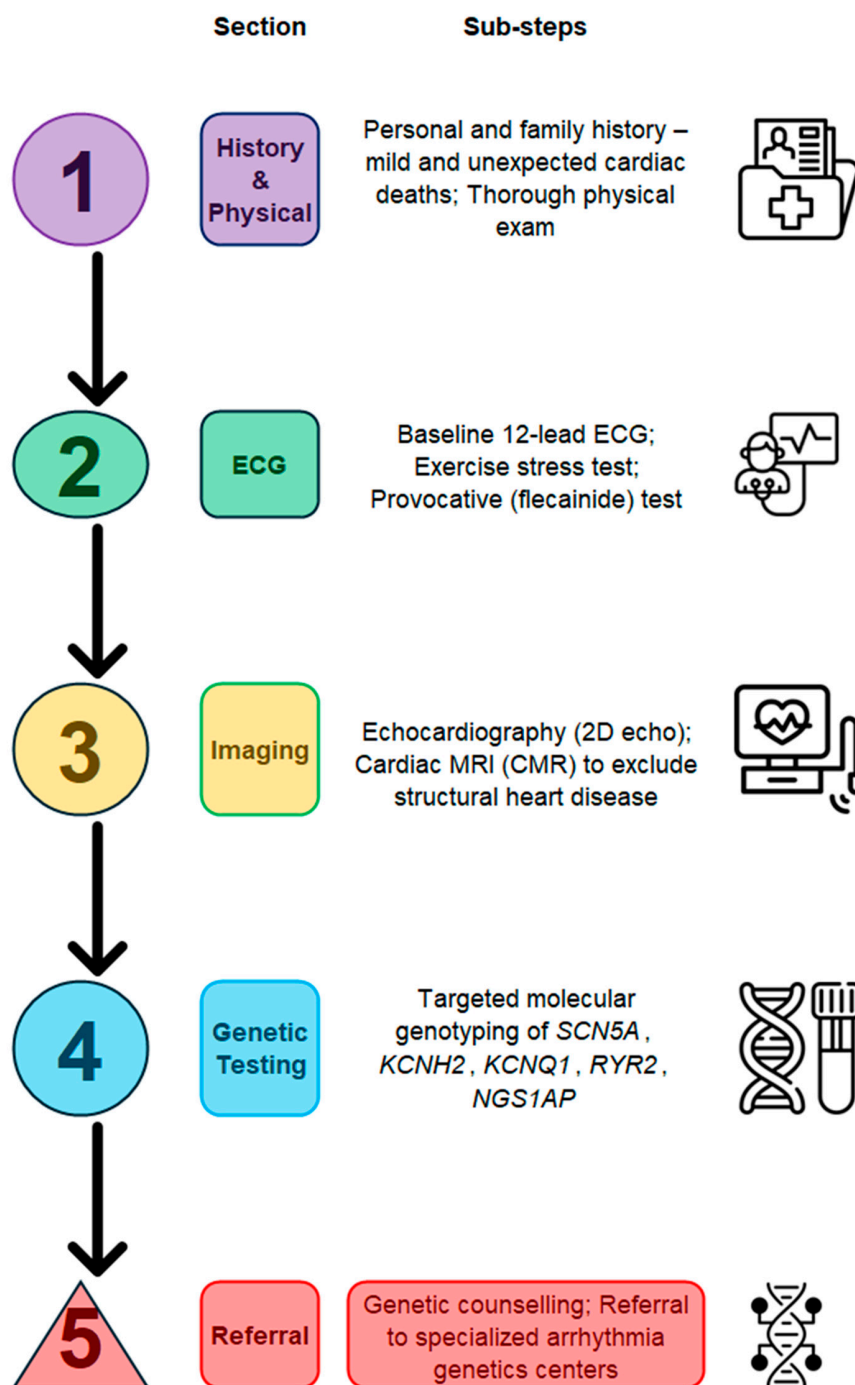 Section
Sub-steps
1
History
&
Physical
Personal and family history –
mild and unexpected cardiac
deaths; Thorough physical
exam
2
ECG
Baseline 12-lead ECG;
Exercise stress test;
Provocative (flecainide) test
3
Imaging
Echocardiography (2D echo);
Cardiac MRI (CMR) to exclude
structural heart disease
4
Genetic
Testing
Targeted molecular
genotyping of SCN5A ,
KCNH2 , KCNQ1 , RYR2 ,
NGS1AP
5
Referral
Genetic counselling; Referral
to specialized arrhythmia
genetics centers